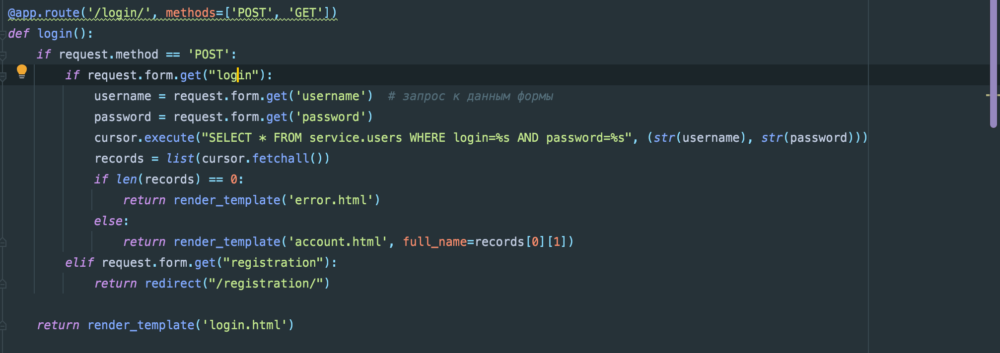 @app.route('/login/', methods=['POST', 'GET'])
def login():
    if request.method == 'POST':
        if request.form.get("login"):
            username = request.form.get('username')  # запрос к данным формы
            password = request.form.get('password')
            cursor.execute("SELECT * FROM service.users WHERE login=%s AND password=%s", (str(username), str(password)))
            records = list(cursor.fetchall())
            if len(records) == 0:
                return render_template('error.html')
            else:
                return render_template('account.html', full_name=records[0][1])
        elif request.form.get("registration"):
            return redirect("/registration/")
    return render_template('login.html')